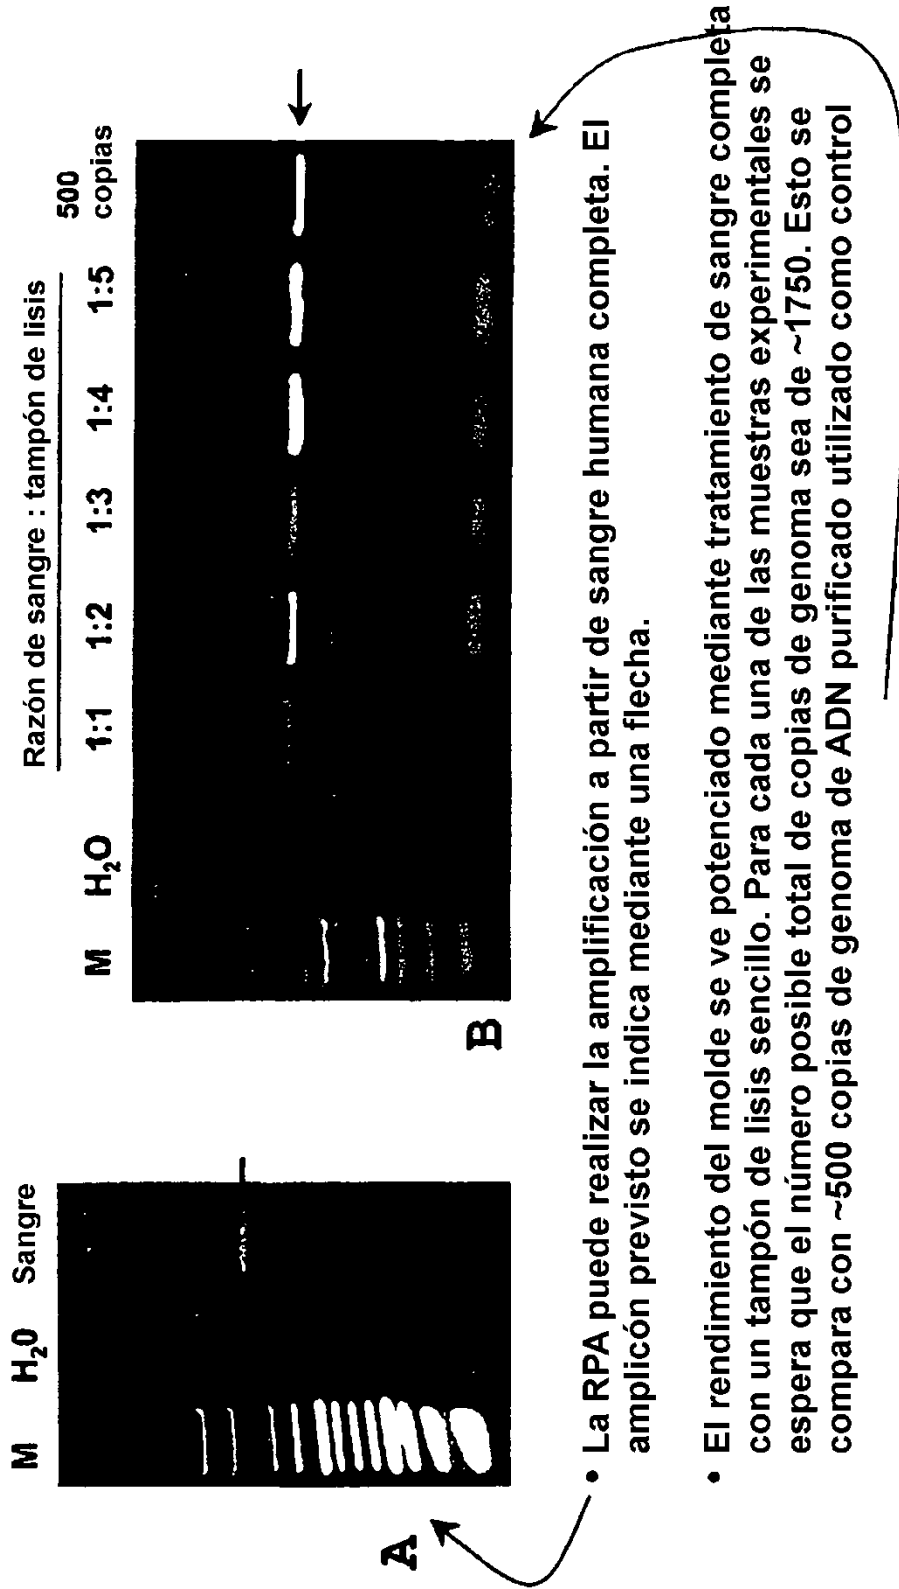 M H₂0 Sangre
A
Razón de sangre : tampón de lisis
M H₂O 1:1 1:2 1:3 1:4 1:5 500 copias
B
• La RPA puede realizar la amplificación a partir de sangre humana completa. El
amplicón previsto se indica mediante una flecha.
• El rendimiento del molde se ve potenciado mediante tratamiento de sangre completa
con un tampón de lisis sencillo. Para cada una de las muestras experimentales se
espera que el número posible total de copias de genoma sea de ~1750. Esto se
compara con ~500 copias de genoma de ADN purificado utilizado como control